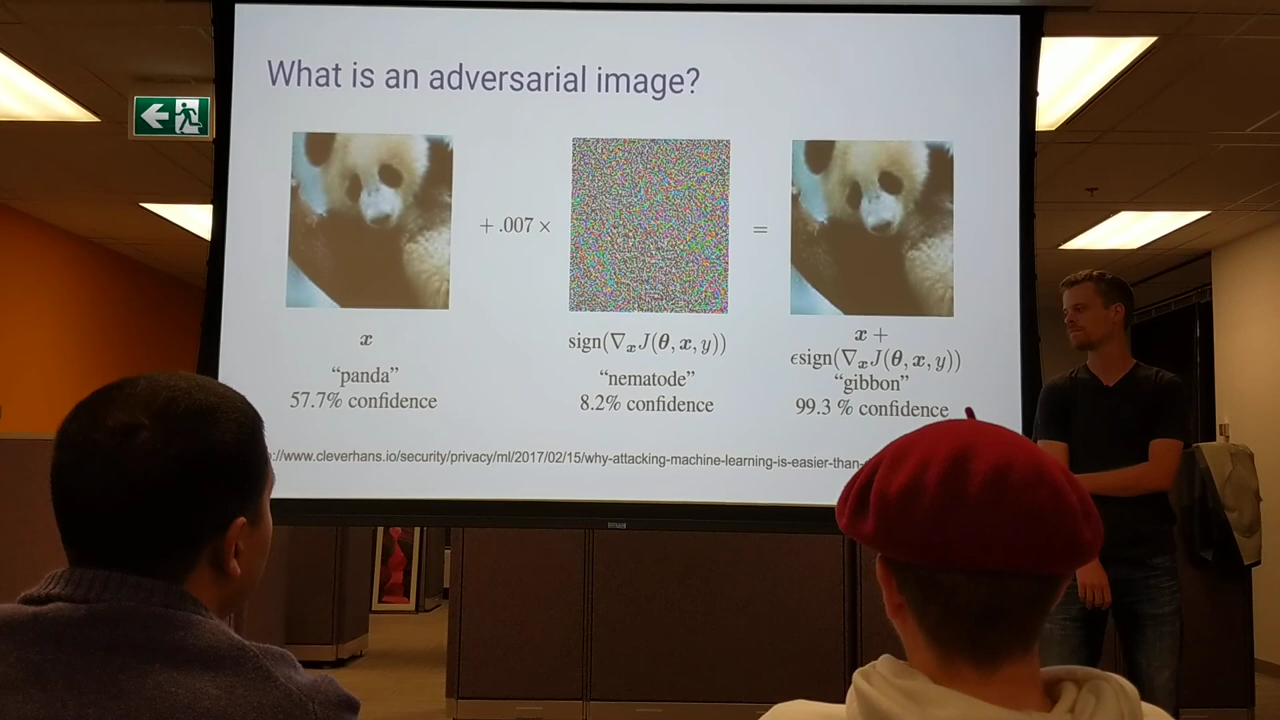 What is an adversarial image?
+ .007 ×
=
x
"panda"
57.7% confidence
sign(∇ₓJ(θ, x, y))
"nematode"
8.2% confidence
x +
εsign(∇ₓJ(θ, x, y))
"gibbon"
99.3 % confidence
://www.cleverhans.io/security/privacy/ml/2017/02/15/why-attacking-machine-learning-is-easier-than-